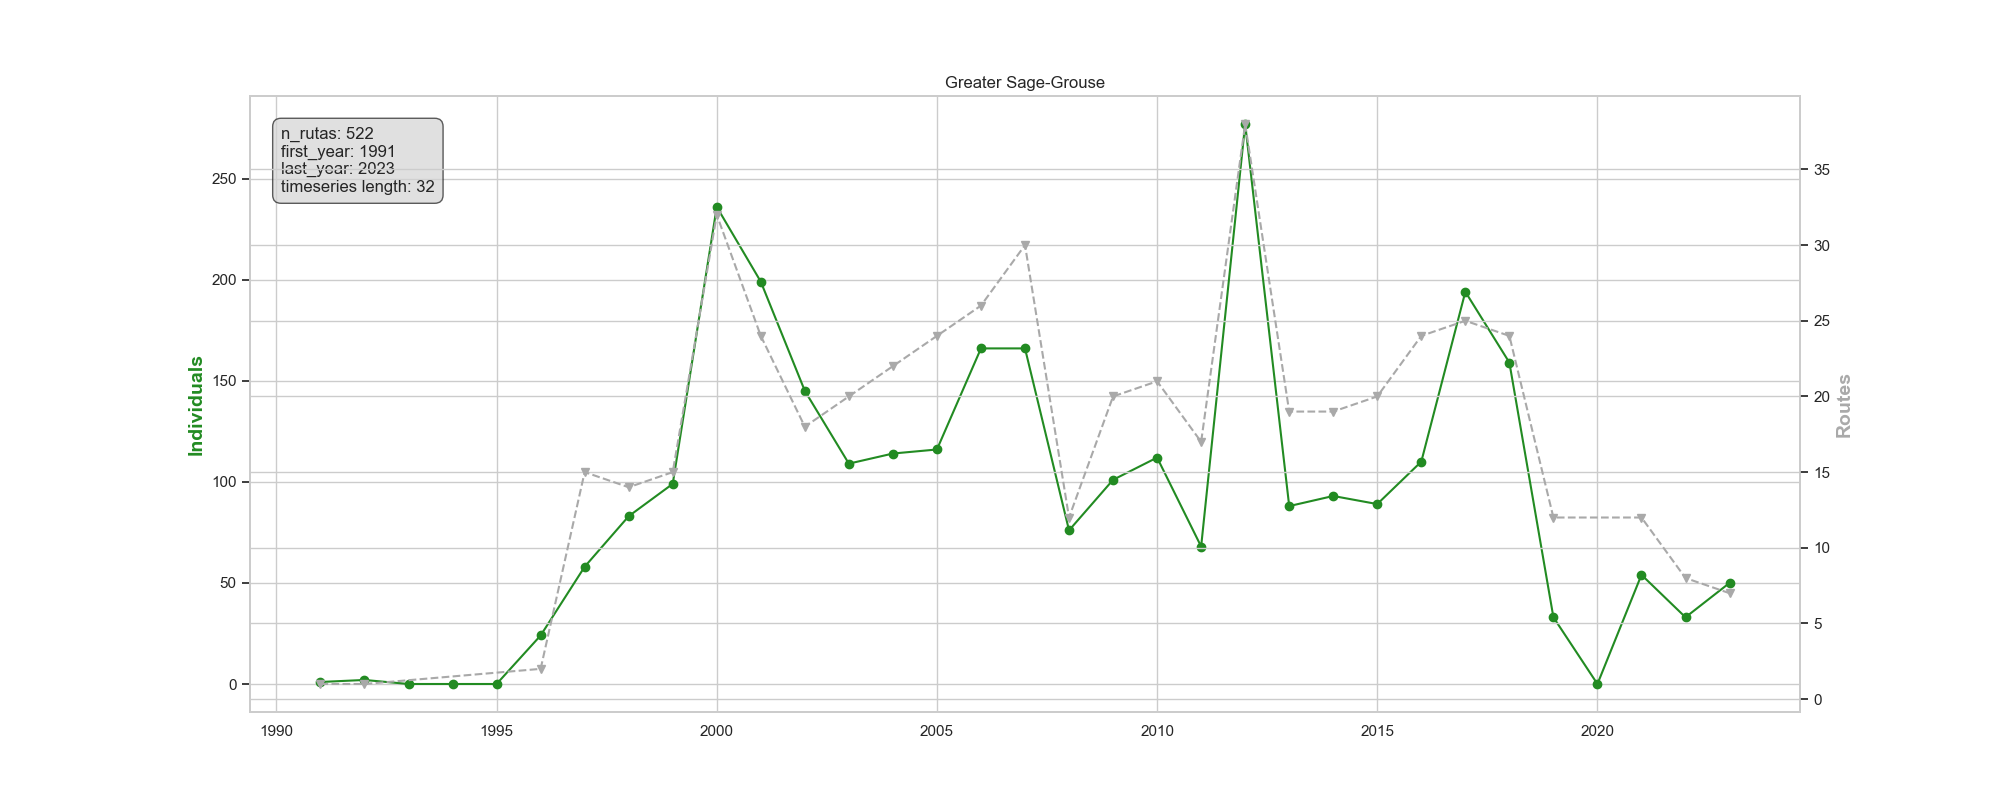 Greater Sage-Grouse
n_rutas: 522
first_year: 1991
last_year: 2023
timeseries length: 32
Individuals
250
200
150
100
50
0
35
30
25
20
15
10
5
0
Routes
1990 1995 2000 2005 2010 2015 2020